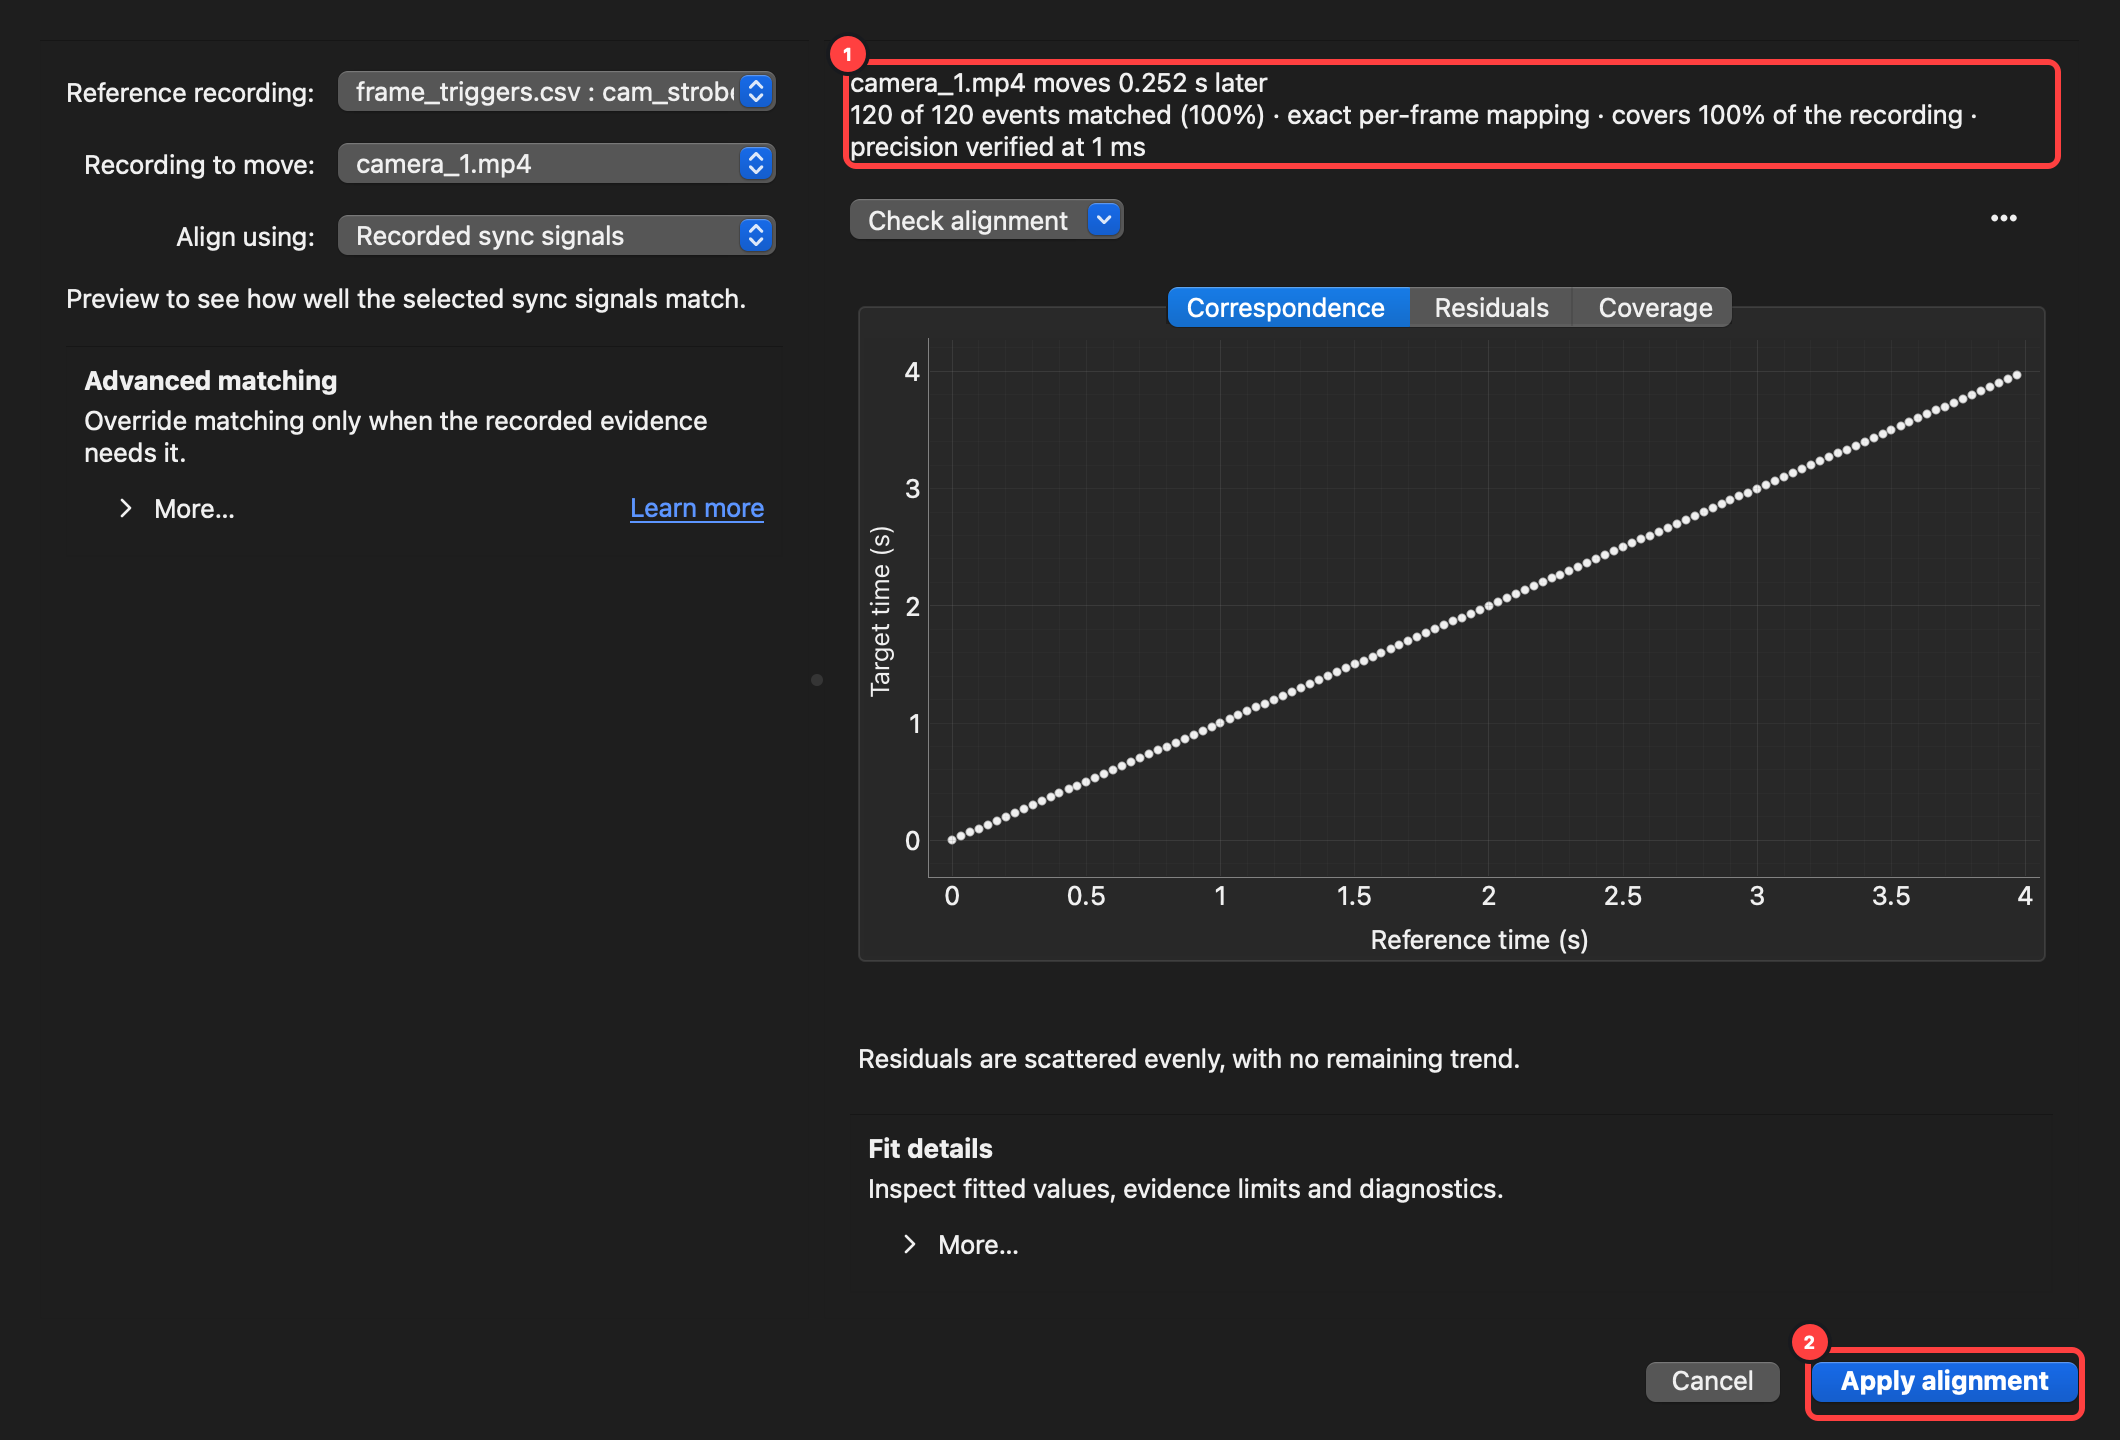 Reference recording:
frame_triggers.csv : cam_strob
Recording to move:
camera_1.mp4
Align using:
Recorded sync signals
Preview to see how well the selected sync signals match.
Advanced matching
Override matching only when the recorded evidence
needs it.
More...
Learn more
1
camera_1.mp4 moves 0.252 s later
120 of 120 events matched (100%) · exact per-frame mapping · covers 100% of the recording ·
precision verified at 1 ms
Check alignment
Correspondence
Residuals
Coverage
Target time (s)
4
3
2
1
0
0
0.5
1
1.5
2
2.5
3
3.5
4
Reference time (s)
Residuals are scattered evenly, with no remaining trend.
Fit details
Inspect fitted values, evidence limits and diagnostics.
More...
Cancel
2
Apply alignment